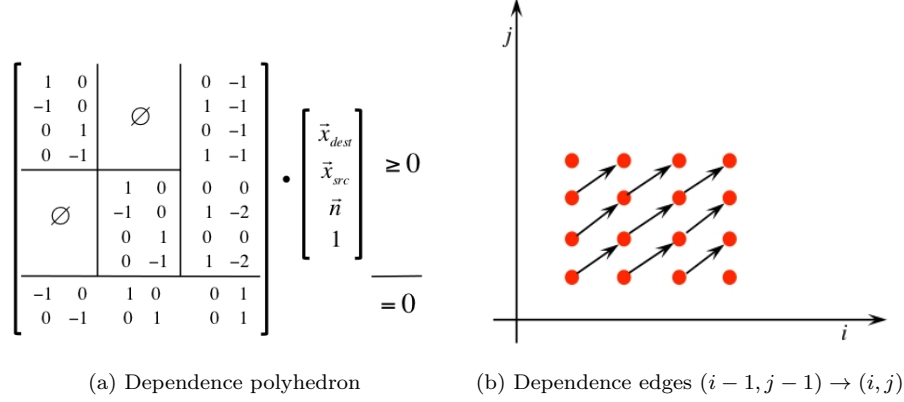 1 0 0 −1
−1 0 ∅ 1 −1
0 1 0 −1
0 −1 1 −1
1 0 0 0
∅ −1 0 1 −2
0 1 0 0
0 −1 1 −2
−1 0 1 0 0 1
0 −1 0 1 0 1
•
x⃗dest
x⃗src
n⃗
1
≥ 0
= 0
(a) Dependence polyhedron
j
i
(b) Dependence edges (i − 1, j − 1) → (i, j)